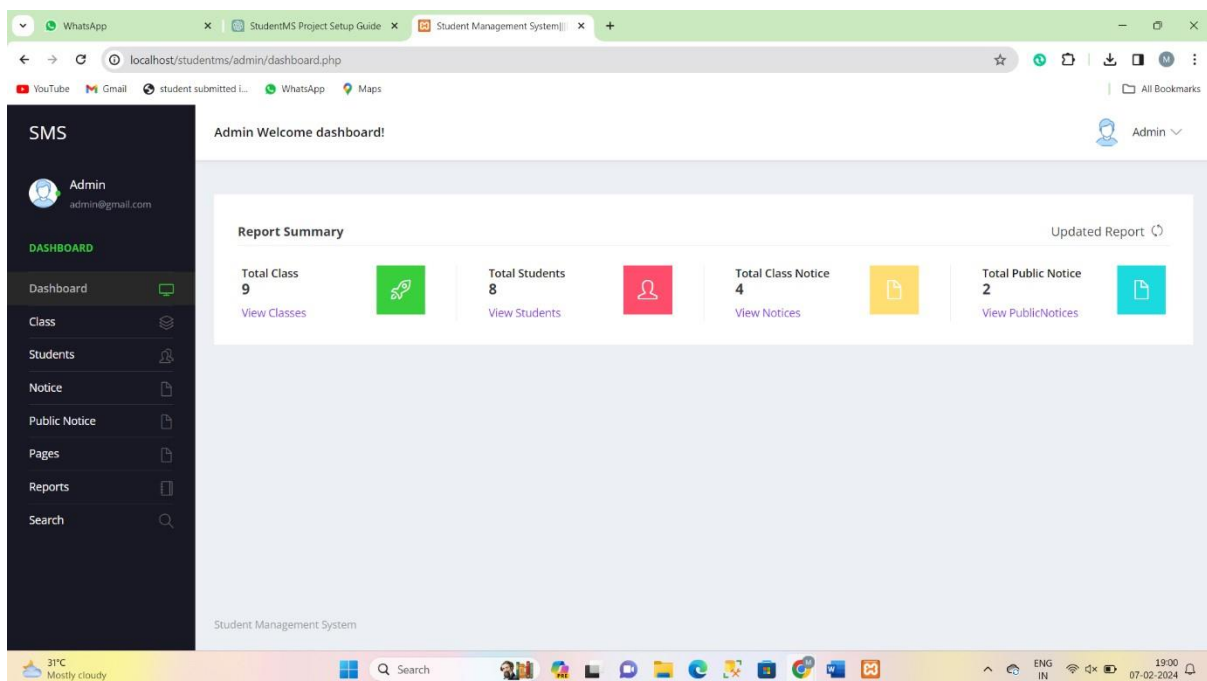 WhatsApp
StudentMS Project Setup Guide
Student Management System||
localhost/studentms/admin/dashboard.php
M
YouTube
Gmail
student submitted i...
WhatsApp
Maps
All Bookmarks
SMS
Admin Welcome dashboard!
Admin
Admin
admin@gmail.com
DASHBOARD
Dashboard
Class
Students
Notice
Public Notice
Pages
Reports
Search
Report Summary
Updated Report
Total Class
9
View Classes
Total Students
8
View Students
Total Class Notice
4
View Notices
Total Public Notice
2
View PublicNotices
Student Management System
31°C
Mostly cloudy
Search
PRE
ENG
IN
19:00
07-02-2024